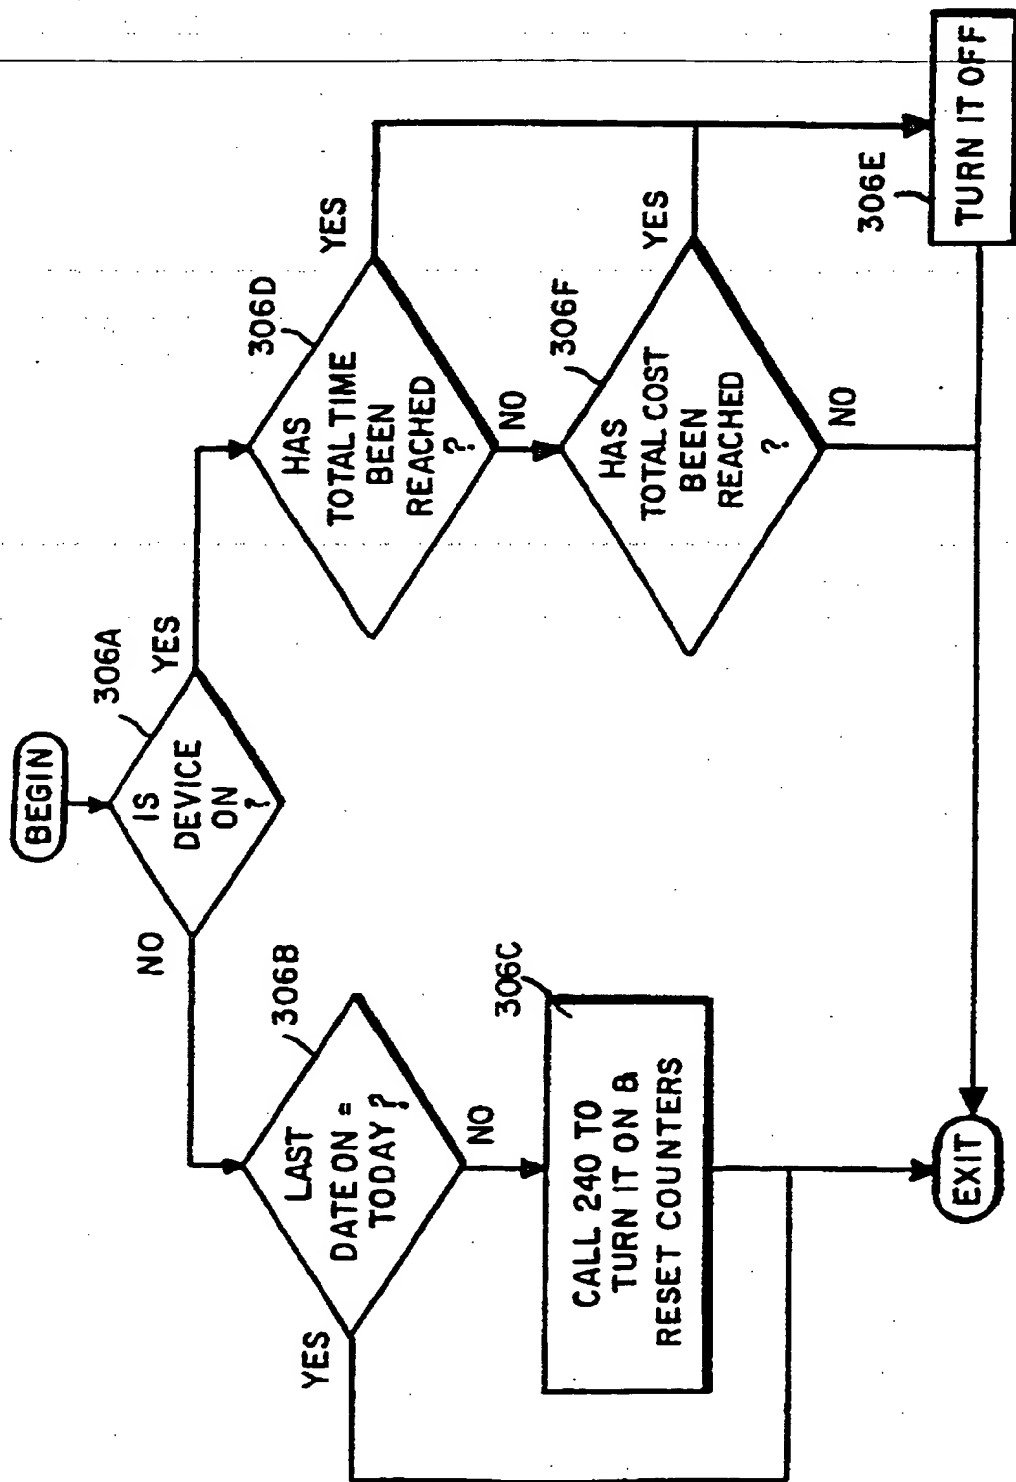 BEGIN
306A
IS
DEVICE
ON
?
NO
YES
306B
LAST
DATE ON =
TODAY ?
YES
NO
306C
CALL 240 TO
TURN IT ON &
RESET COUNTERS
306D
HAS
TOTAL TIME
BEEN
REACHED
?
YES
NO
306F
HAS
TOTAL COST
BEEN
REACHED
?
YES
NO
306E
TURN IT OFF
EXIT